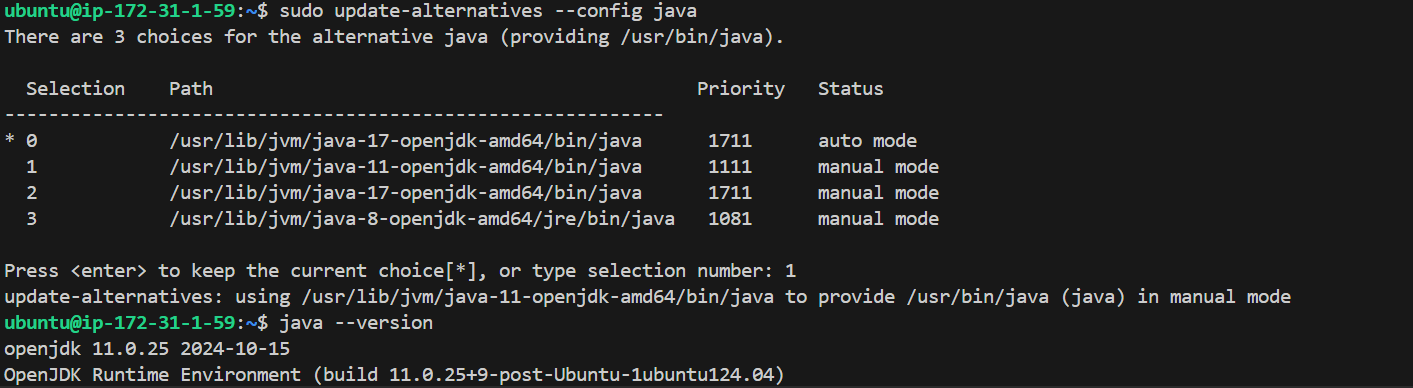 ubuntu@ip-172-31-1-59:~$ sudo update-alternatives --config java
There are 3 choices for the alternative java (providing /usr/bin/java).
Selection Path Priority Status
------------------------------------------------------------
* 0 /usr/lib/jvm/java-17-openjdk-amd64/bin/java 1711 auto mode
1 /usr/lib/jvm/java-11-openjdk-amd64/bin/java 1111 manual mode
2 /usr/lib/jvm/java-17-openjdk-amd64/bin/java 1711 manual mode
3 /usr/lib/jvm/java-8-openjdk-amd64/jre/bin/java 1081 manual mode
Press <enter> to keep the current choice[*], or type selection number: 1
update-alternatives: using /usr/lib/jvm/java-11-openjdk-amd64/bin/java to provide /usr/bin/java (java) in manual mode
ubuntu@ip-172-31-1-59:~$ java --version
openjdk 11.0.25 2024-10-15
OpenJDK Runtime Environment (build 11.0.25+9-post-Ubuntu-1ubuntu124.04)